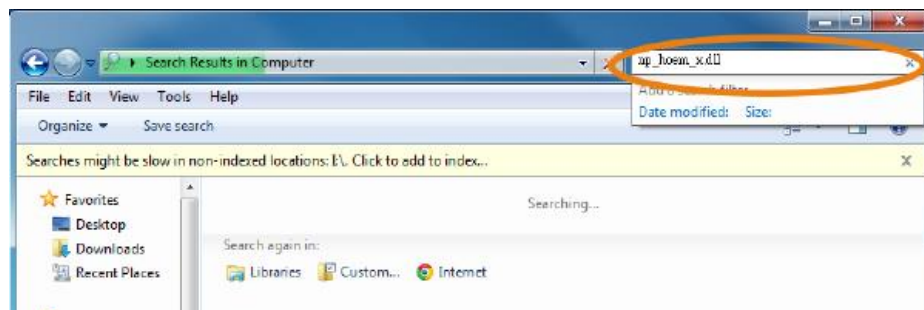 Search Results in Computer
np_hoem_x.dll
File Edit View Tools Help
Add a search filter
Organize Save search
Date modified: Size:
Searches might be slow in non-indexed locations: I:\. Click to add to index...
Favorites
Searching...
Desktop
Downloads
Search again in:
Recent Places
Libraries Custom... Internet